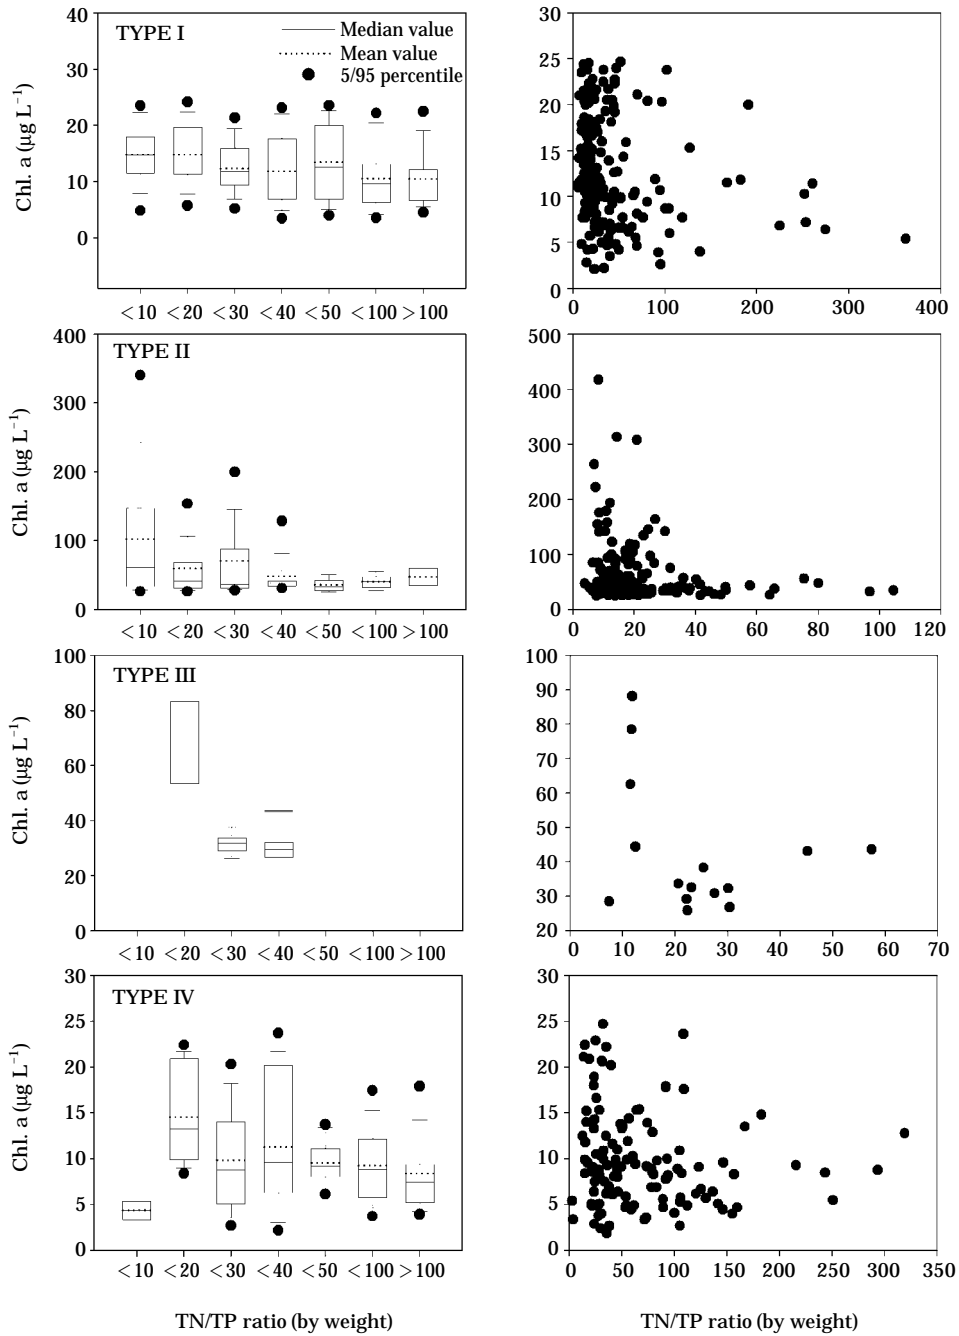 TYPE I
Median value
Mean value
5/95 percentile
Chl. a (µg L⁻¹)
40
30
20
10
0
<10 <20 <30 <40 <50 <100 >100
30
25
20
15
10
5
0
0 100 200 300 400
TYPE II
Chl. a (µg L⁻¹)
400
300
200
100
0
<10 <20 <30 <40 <50 <100 >100
500
400
300
200
100
50
0
0 20 40 60 80 100 120
TYPE III
Chl. a (µg L⁻¹)
100
80
60
40
20
0
<10 <20 <30 <40 <50 <100 >100
100
90
80
70
60
50
40
30
20
0 10 20 30 40 50 60 70
TYPE IV
Chl. a (µg L⁻¹)
30
25
20
15
10
5
0
<10 <20 <30 <40 <50 <100 >100
TN/TP ratio (by weight)
30
25
20
15
10
5
0
0 50 100 150 200 250 300 350
TN/TP ratio (by weight)